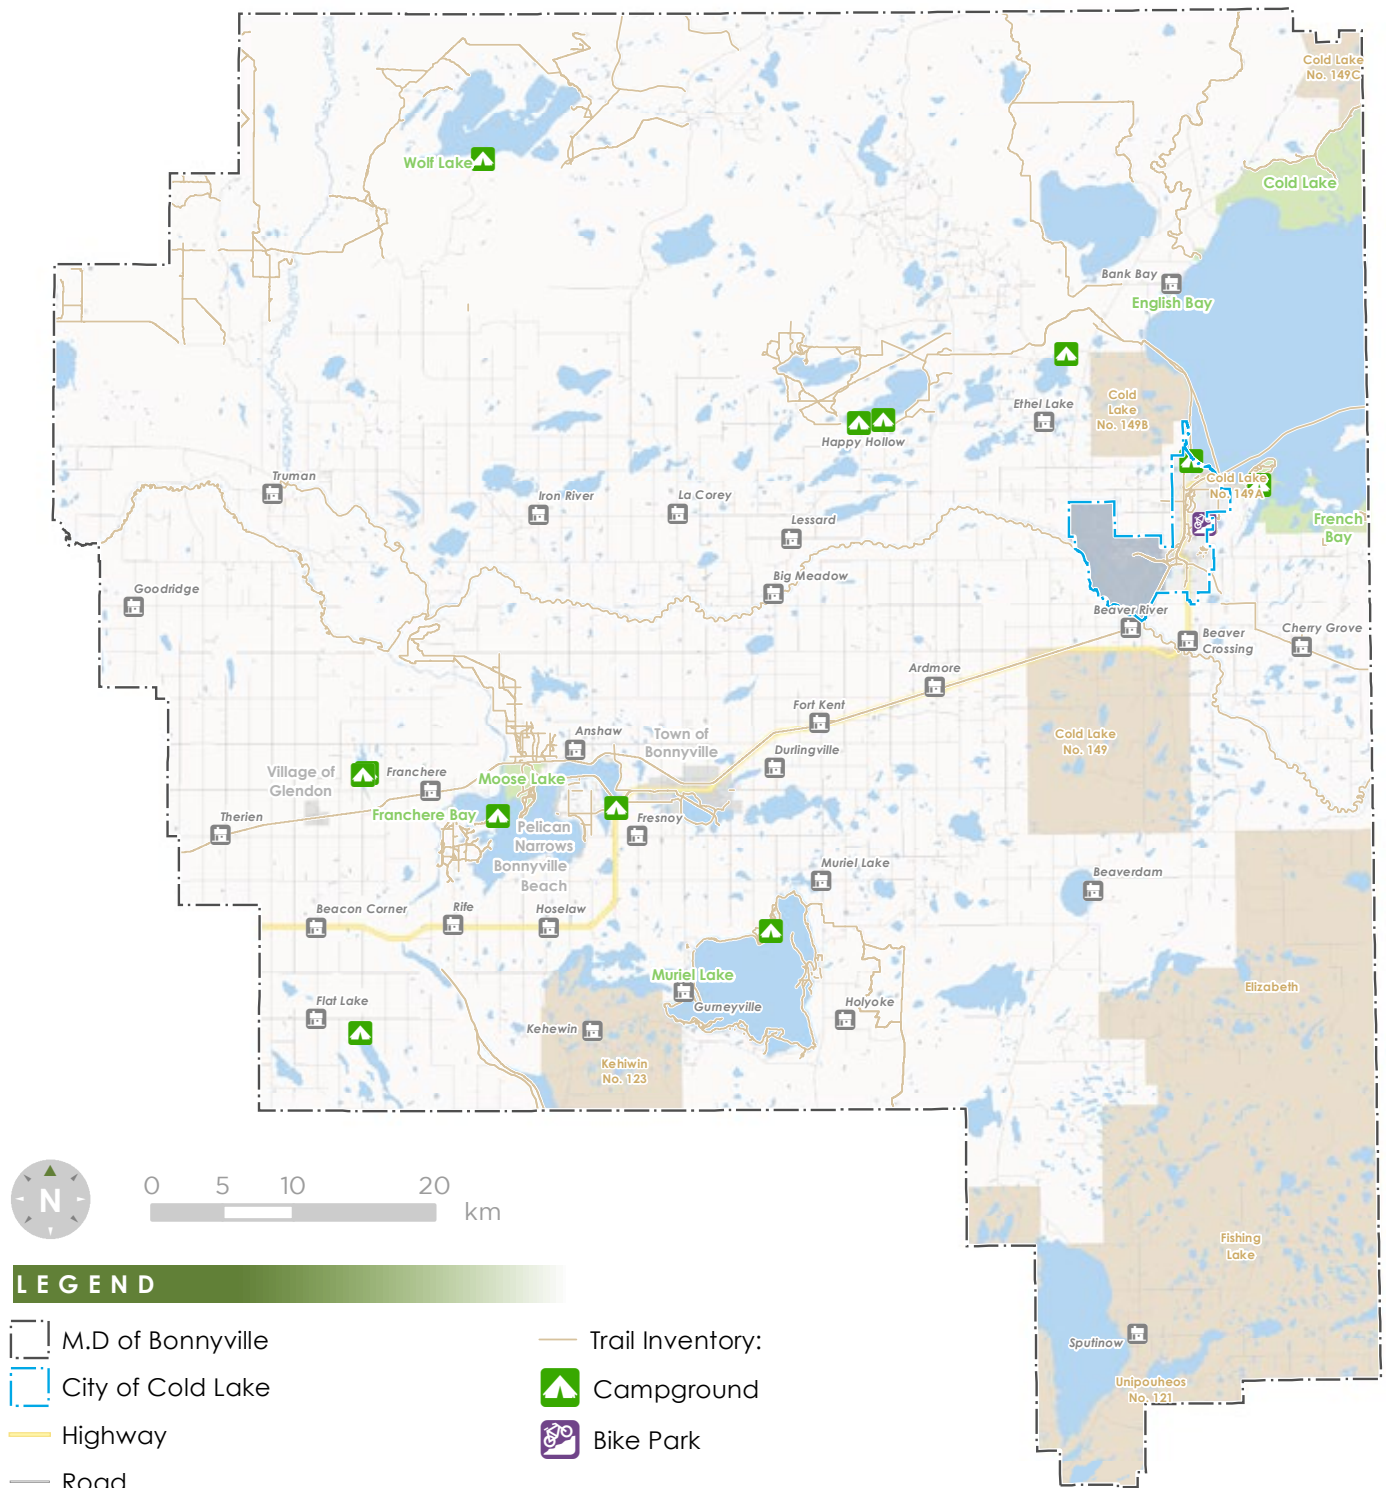 Cold Lake
No. 149C
Wolf Lake
Cold Lake
Bank Bay
English Bay
Ethel Lake
Cold
Lake
No. 149B
Happy Hollow
Truman
Iron River
La Corey
Cold Lake
No. 149A
Lessard
French
Bay
Big Meadow
Goodridge
Beaver River
Beaver
Crossing
Cherry Grove
Ardmore
Fort Kent
Anshaw
Town of
Bonnyville
Cold Lake
No. 149
Durlingville
Village of
Glendon
Franchere
Moose Lake
Therien
Franchere Bay
Pelican
Narrows
Fresnoy
Bonnyville
Beach
Muriel Lake
Beaverdam
Beacon Corner
Rife
Hoselaw
Muriel Lake
Elizabeth
Flat Lake
Gurneyville
Holyoke
Kehewin
Kehiwin
No. 123
N
0 5 10 20
km
Fishing
Lake
LEGEND
M.D of Bonnyville
City of Cold Lake
Highway
Road
Trail Inventory:
Campground
Bike Park
Sputinow
Unipouheos
No. 121